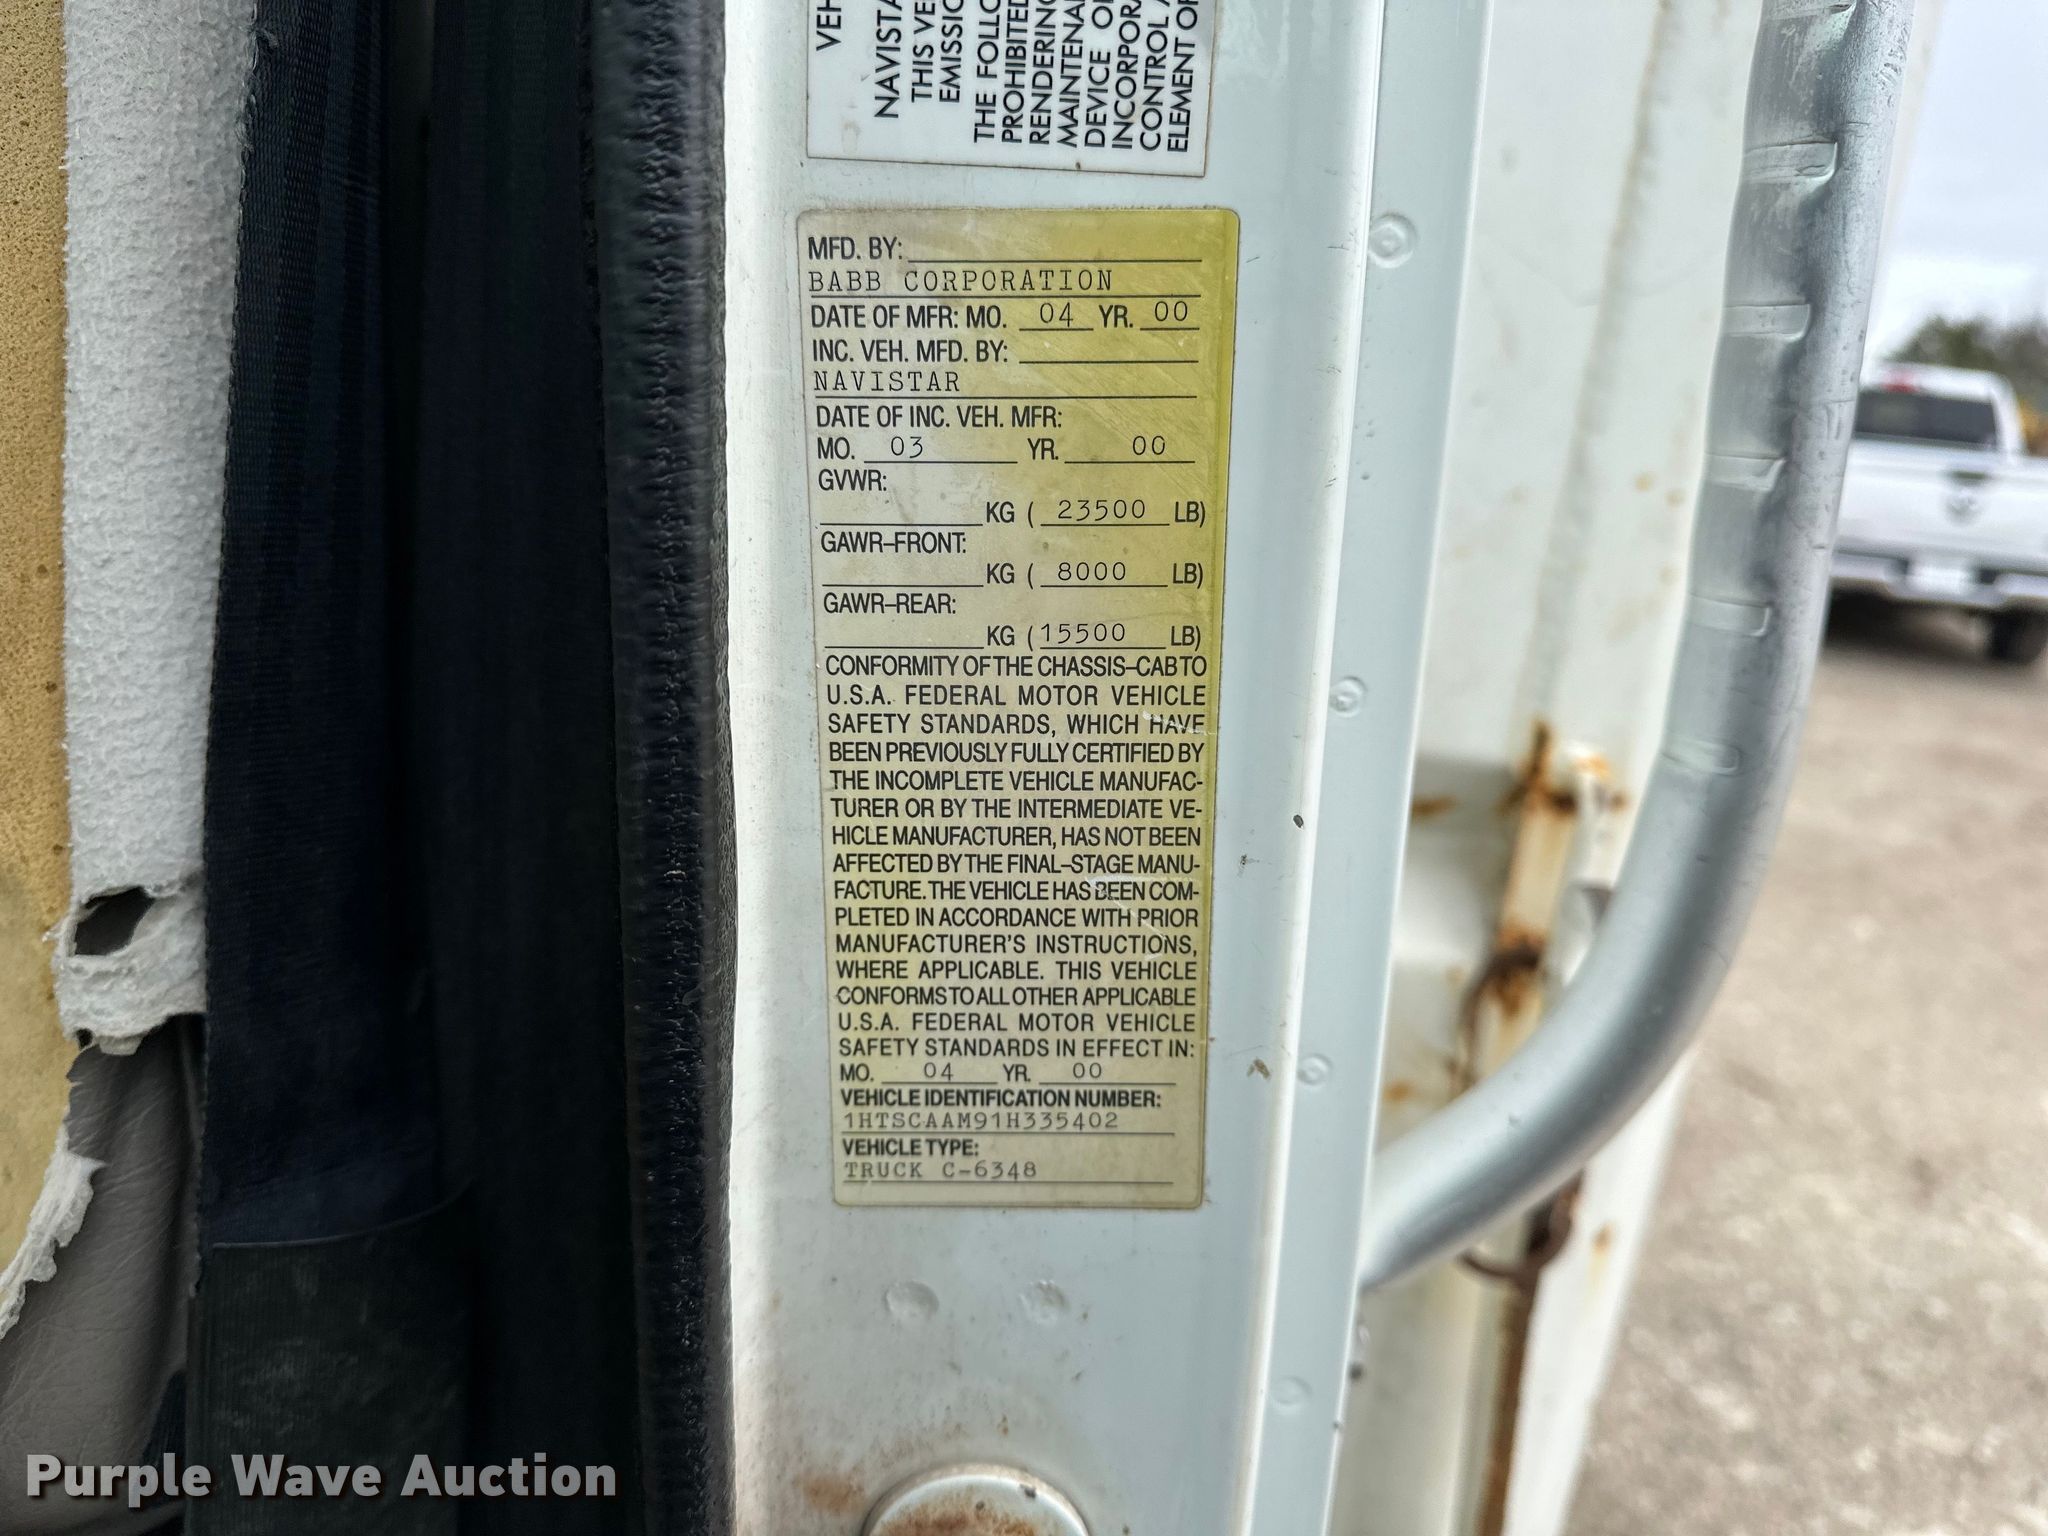 VEH
NAVISTA
THIS VE
EMISSIO
THE FOLLO
PROHIBITED
RENDERING
MAINTENA
DEVICE O
INCORPORA
CONTROL
ELEMENT OF
MFD. BY:
BABB CORPORATION
DATE OF MFR: MO. 04 YR. 00
INC. VEH. MFD. BY:
NAVISTAR
DATE OF INC. VEH. MFR:
MO. 03 YR. 00
GVWR:
KG ( 23500 LB)
GAWR–FRONT:
KG ( 8000 LB)
GAWR–REAR:
KG ( 15500 LB)
CONFORMITY OF THE CHASSIS–CAB TO
U.S.A. FEDERAL MOTOR VEHICLE
SAFETY STANDARDS, WHICH HAVE
BEEN PREVIOUSLY FULLY CERTIFIED BY
THE INCOMPLETE VEHICLE MANUFAC-
TURER OR BY THE INTERMEDIATE VE-
HICLE MANUFACTURER, HAS NOT BEEN
AFFECTED BY THE FINAL–STAGE MANU-
FACTURE. THE VEHICLE HAS BEEN COM-
PLETED IN ACCORDANCE WITH PRIOR
MANUFACTURER'S INSTRUCTIONS,
WHERE APPLICABLE. THIS VEHICLE
CONFORMS TO ALL OTHER APPLICABLE
U.S.A. FEDERAL MOTOR VEHICLE
SAFETY STANDARDS IN EFFECT IN:
MO. 04 YR. 00
VEHICLE IDENTIFICATION NUMBER:
1HTSCAAM91H335402
VEHICLE TYPE:
TRUCK C-6348
Purple Wave Auction